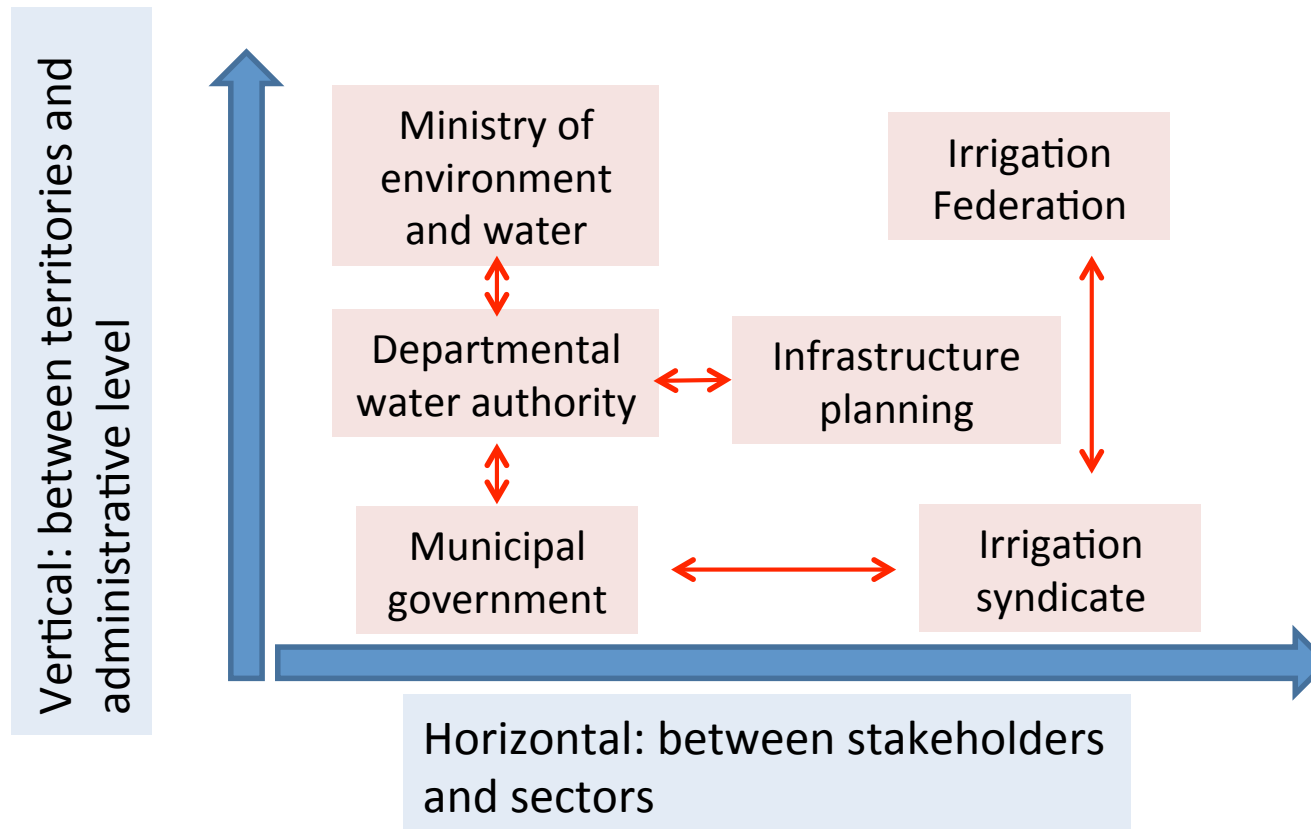 Vertical: between territories and
administrative level
Ministry of
environment
and water
Irrigation
Federation
Departmental
water authority
Infrastructure
planning
Municipal
government
Irrigation
syndicate
Horizontal: between stakeholders
and sectors